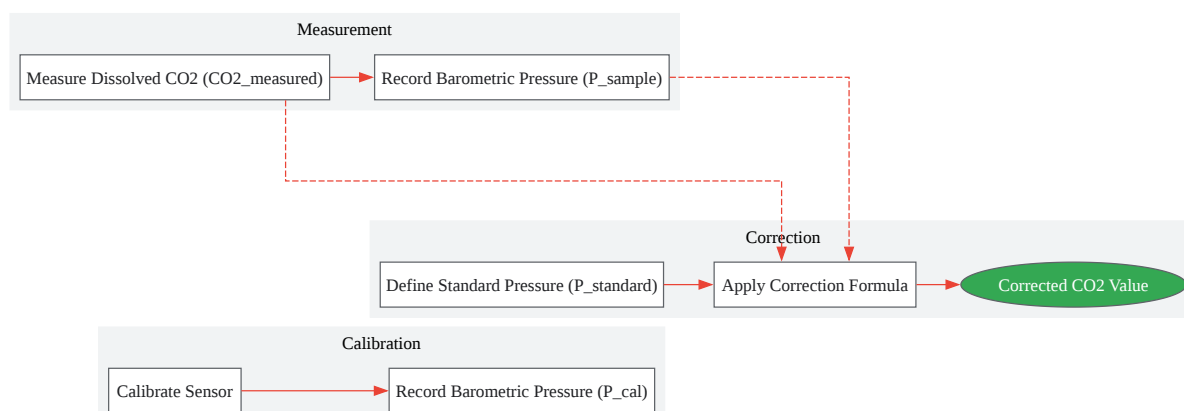 Measurement
Measure Dissolved CO2 (CO2_measured)
Record Barometric Pressure (P_sample)
Correction
Define Standard Pressure (P_standard)
Apply Correction Formula
Corrected CO2 Value
Calibration
Calibrate Sensor
Record Barometric Pressure (P_cal)